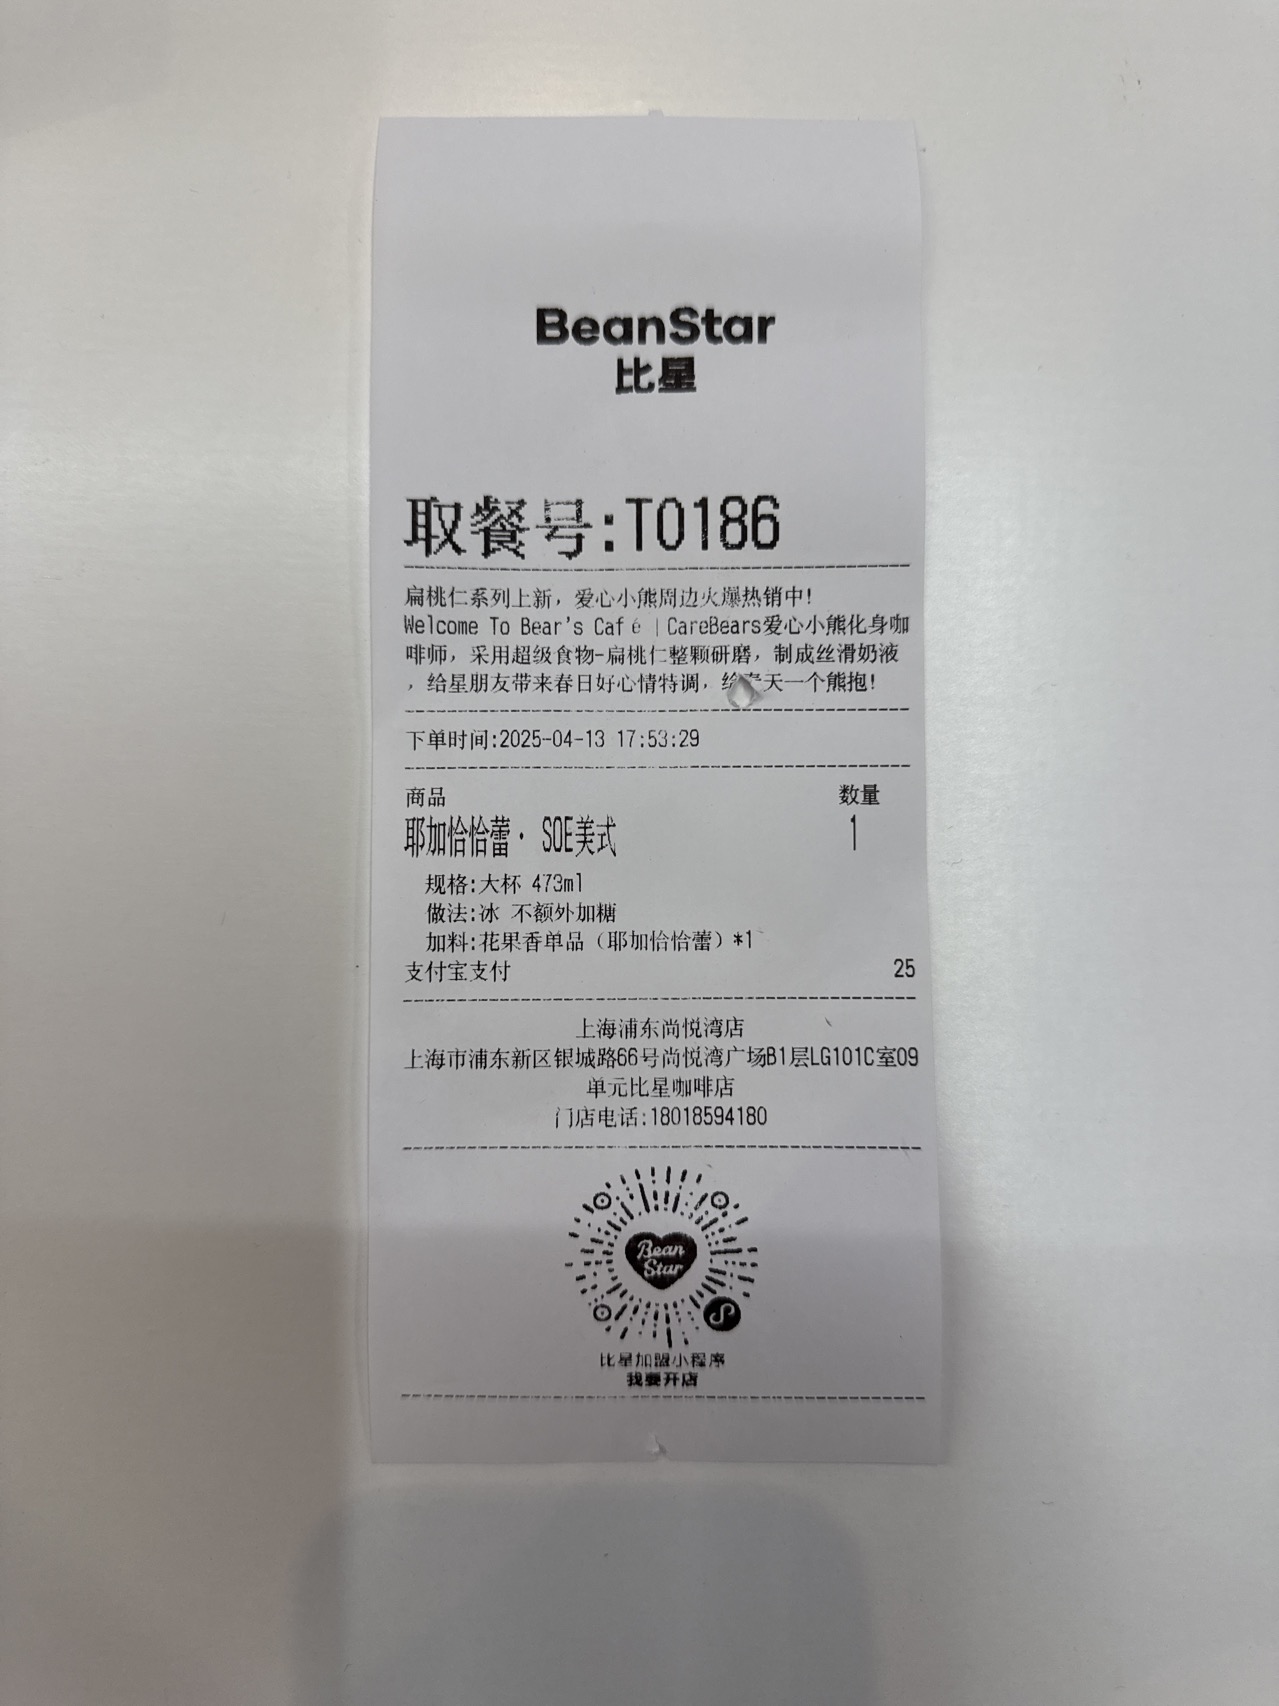 BeanStar
比星
取餐号:T0186
扁桃仁系列上新，爱心小熊周边火爆热销中!
Welcome To Bear's Café |CareBears爱心小熊化身咖
啡师，采用超级食物-扁桃仁整颗研磨，制成丝滑奶液
，给星朋友带来春日好心情特调，给春天一个熊抱!
下单时间:2025-04-13 17:53:29
商品 数量
耶加恰恰蕾· SOE美式 1
规格:大杯 473ml
做法:冰 不额外加糖
加料:花果香单品（耶加恰恰蕾）*1
支付宝支付 25
上海浦东尚悦湾店
上海市浦东新区银城路66号尚悦湾广场B1层LG101C室09
单元比星咖啡店
门店电话:18018594180
Bean
Star
比星加盟小程序
我要开店